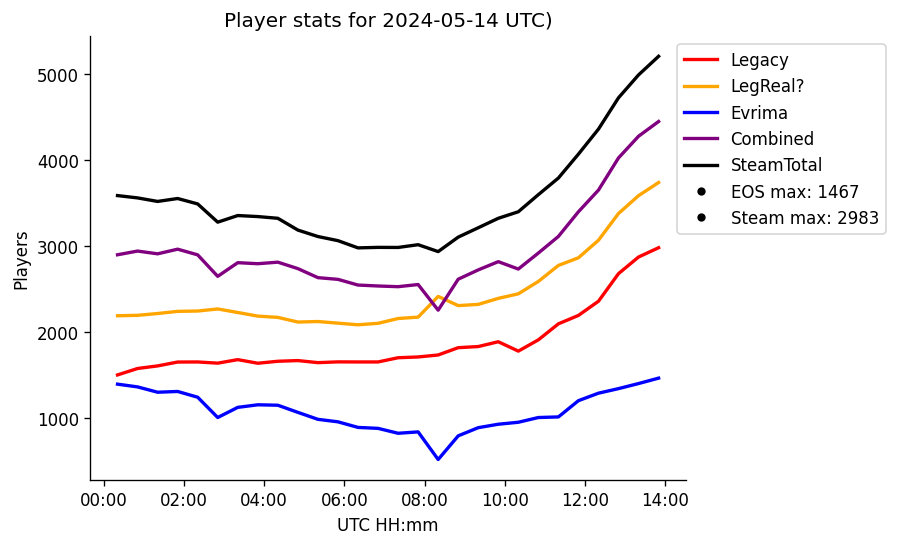 Player stats for 2024-05-14 UTC)
5000
4000
3000
2000
1000
Players
00:00 02:00 04:00 06:00 08:00 10:00 12:00 14:00
UTC HH:mm
Legacy
LegReal?
Evrima
Combined
SteamTotal
EOS max: 1467
Steam max: 2983